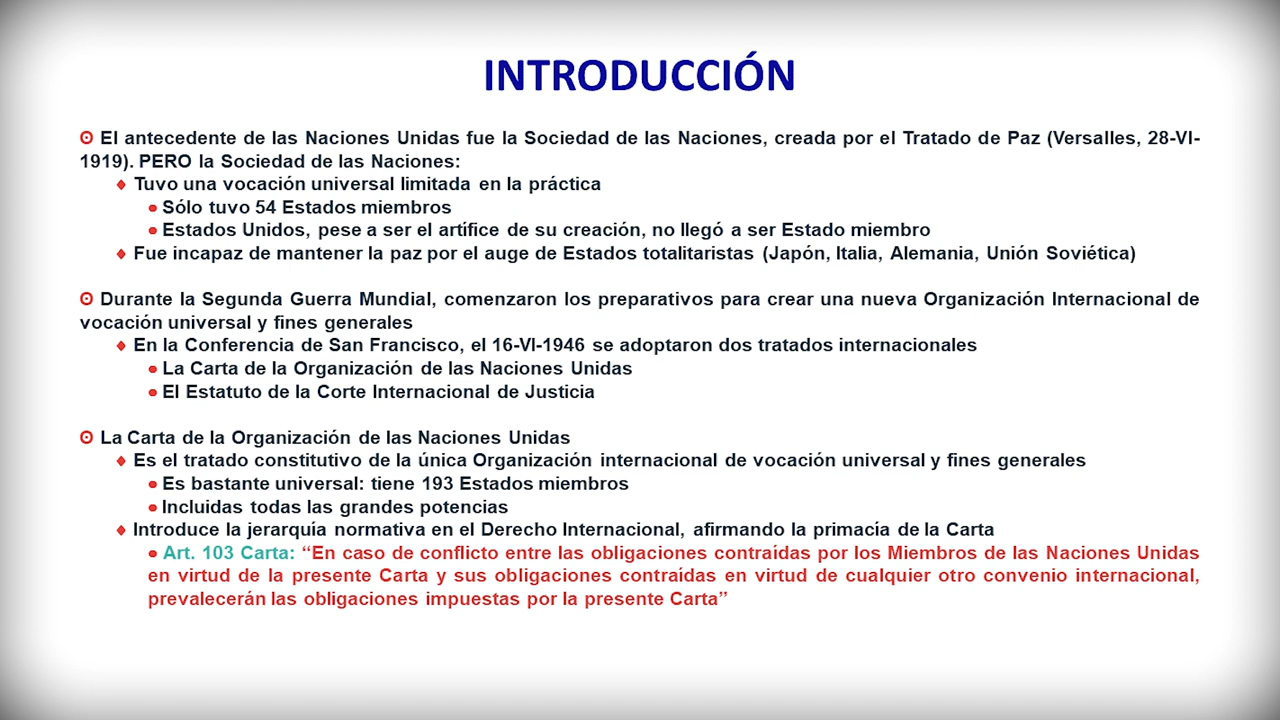 INTRODUCCIÓN
ʘ El antecedente de las Naciones Unidas fue la Sociedad de las Naciones, creada por el Tratado de Paz (Versalles, 28-VI-
1919). PERO la Sociedad de las Naciones:
♦ Tuvo una vocación universal limitada en la práctica
• Sólo tuvo 54 Estados miembros
• Estados Unidos, pese a ser el artífice de su creación, no llegó a ser Estado miembro
♦ Fue incapaz de mantener la paz por el auge de Estados totalitaristas (Japón, Italia, Alemania, Unión Soviética)
ʘ Durante la Segunda Guerra Mundial, comenzaron los preparativos para crear una nueva Organización Internacional de
vocación universal y fines generales
♦ En la Conferencia de San Francisco, el 16-VI-1946 se adoptaron dos tratados internacionales
• La Carta de la Organización de las Naciones Unidas
• El Estatuto de la Corte Internacional de Justicia
ʘ La Carta de la Organización de las Naciones Unidas
♦ Es el tratado constitutivo de la única Organización internacional de vocación universal y fines generales
• Es bastante universal: tiene 193 Estados miembros
• Incluidas todas las grandes potencias
♦ Introduce la jerarquía normativa en el Derecho Internacional, afirmando la primacía de la Carta
• Art. 103 Carta: “En caso de conflicto entre las obligaciones contraídas por los Miembros de las Naciones Unidas
en virtud de la presente Carta y sus obligaciones contraídas en virtud de cualquier otro convenio internacional,
prevalecerán las obligaciones impuestas por la presente Carta”